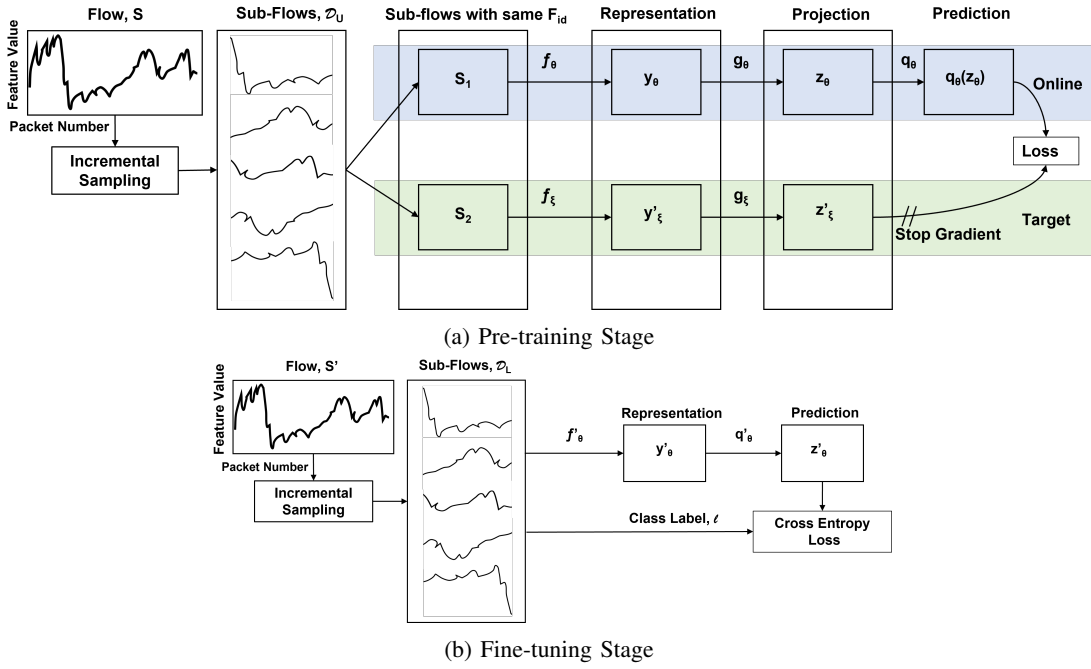 Flow, S
Sub-Flows, 𝒟U
Sub-flows with same Fid
Representation
Projection
Prediction
Feature Value
Packet Number
Incremental
Sampling
S1
fθ
yθ
gθ
zθ
qθ
qθ(zθ)
Online
Loss
S2
fξ
y'ξ
gξ
z'ξ
Stop Gradient
Target
(a) Pre-training Stage
Flow, S'
Sub-Flows, 𝒟L
Feature Value
Packet Number
Incremental
Sampling
Representation
Prediction
f'θ
y'θ
q'θ
z'θ
Class Label, ℓ
Cross Entropy
Loss
(b) Fine-tuning Stage